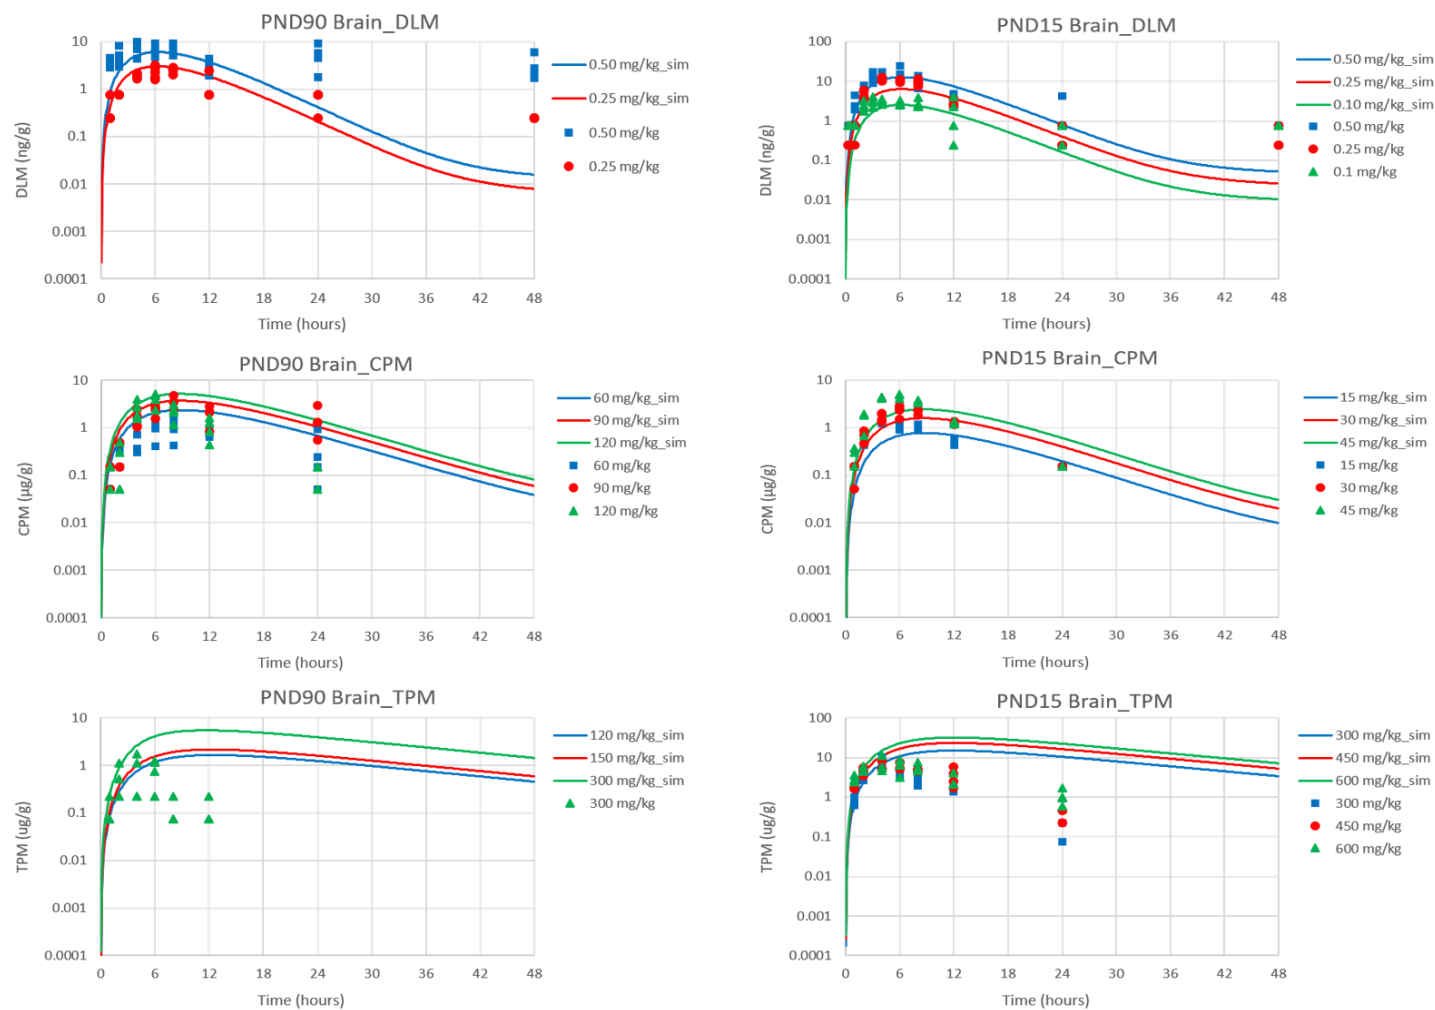 PND90 Brain_DLM
DLM (ng/g)
10
1
0.1
0.01
0.001
0.0001
0 6 12 18 24 30 36 42 48
Time (hours)
0.50 mg/kg_sim
0.25 mg/kg_sim
0.50 mg/kg
0.25 mg/kg
PND15 Brain_DLM
DLM (ng/g)
100
10
1
0.1
0.01
0.001
0.0001
0 6 12 18 24 30 36 42 48
Time (hours)
0.50 mg/kg_sim
0.25 mg/kg_sim
0.10 mg/kg_sim
0.50 mg/kg
0.25 mg/kg
0.1 mg/kg
PND90 Brain_CPM
CPM (µg/g)
10
1
0.1
0.01
0.001
0.0001
0 6 12 18 24 30 36 42 48
Time (hours)
60 mg/kg_sim
90 mg/kg_sim
120 mg/kg_sim
60 mg/kg
90 mg/kg
120 mg/kg
PND15 Brain_CPM
CPM (µg/g)
10
1
0.1
0.01
0.001
0.0001
0 6 12 18 24 30 36 42 48
Time (hours)
15 mg/kg_sim
30 mg/kg_sim
45 mg/kg_sim
15 mg/kg
30 mg/kg
45 mg/kg
PND90 Brain_TPM
TPM (ug/g)
10
1
0.1
0.01
0.001
0.0001
0 6 12 18 24 30 36 42 48
Time (hours)
120 mg/kg_sim
150 mg/kg_sim
300 mg/kg_sim
300 mg/kg
PND15 Brain_TPM
TPM (ug/g)
100
10
1
0.1
0.01
0.001
0.0001
0 6 12 18 24 30 36 42 48
Time (hours)
300 mg/kg_sim
450 mg/kg_sim
600 mg/kg_sim
300 mg/kg
450 mg/kg
600 mg/kg